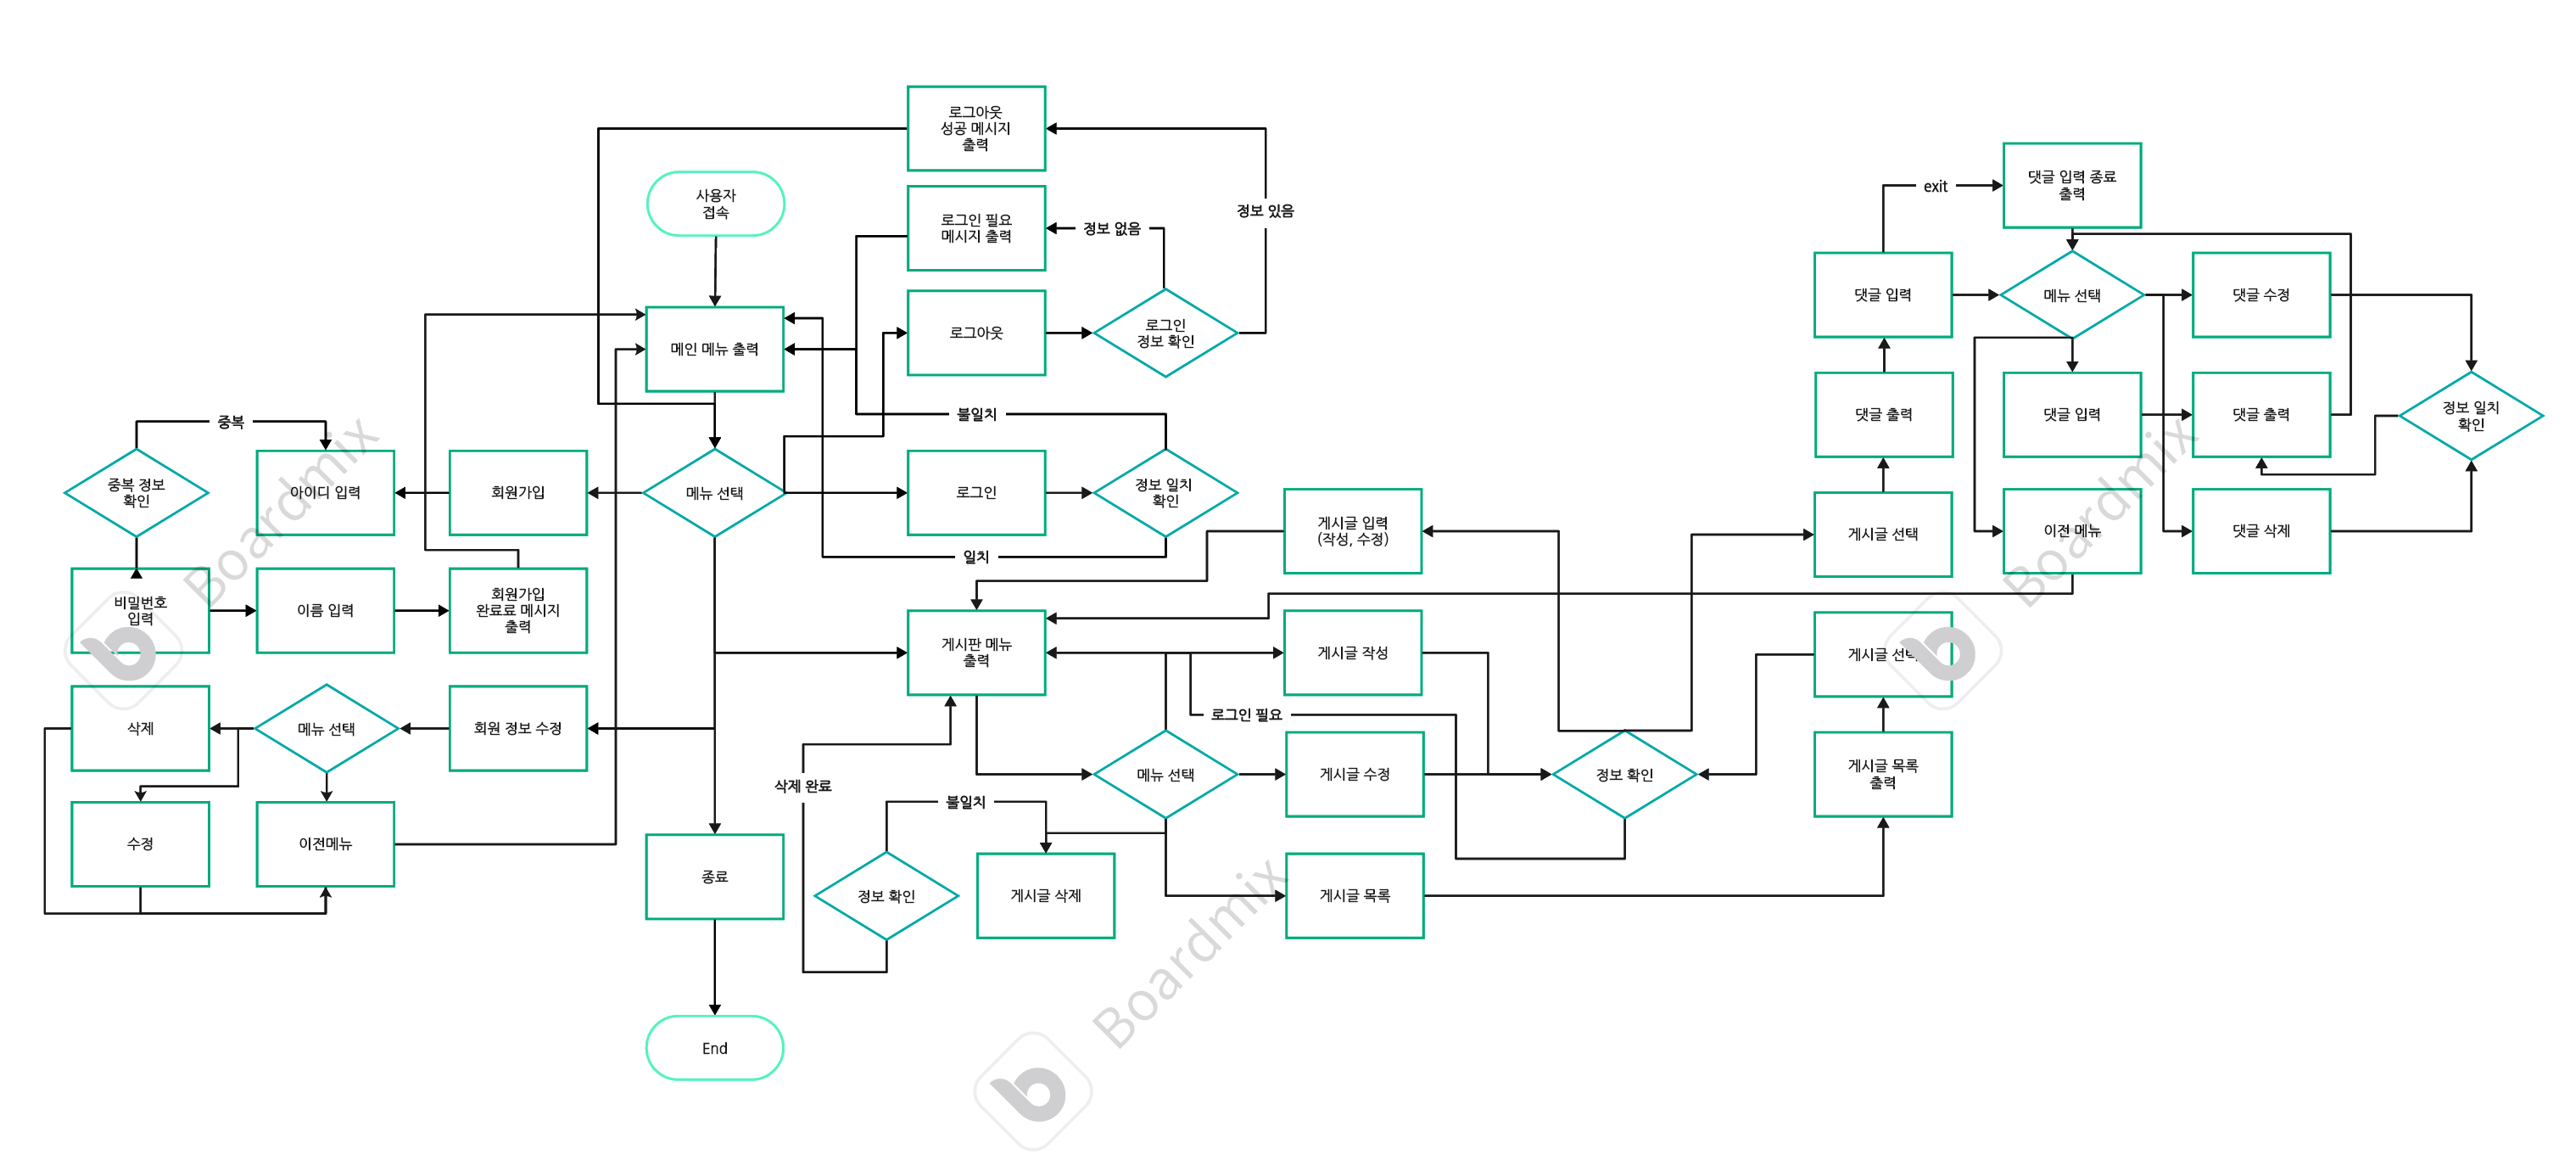 로그아웃
성공 메시지
출력
사용자
접속
로그인 필요
메시지 출력
정보 없음
정보 있음
메인 메뉴 출력
로그아웃
로그인
정보 확인
불일치
중복
중복 정보
확인
아이디 입력
회원가입
메뉴 선택
로그인
정보 일치
확인
일치
비밀번호
입력
이름 입력
회원가입
완료료 메시지
출력
삭제
메뉴 선택
회원 정보 수정
수정
이전메뉴
종료
End
게시글 입력
(작성, 수정)
게시판 메뉴
출력
게시글 작성
로그인 필요
삭제 완료
메뉴 선택
게시글 수정
정보 확인
불일치
정보 확인
게시글 삭제
게시글 목록
exit
댓글 입력 종료
출력
댓글 입력
메뉴 선택
댓글 수정
댓글 출력
댓글 입력
댓글 출력
정보 일치
확인
게시글 선택
이전 메뉴
댓글 삭제
게시글 선택
게시글 목록
출력
Boardmix
Boardmix
Boardmix